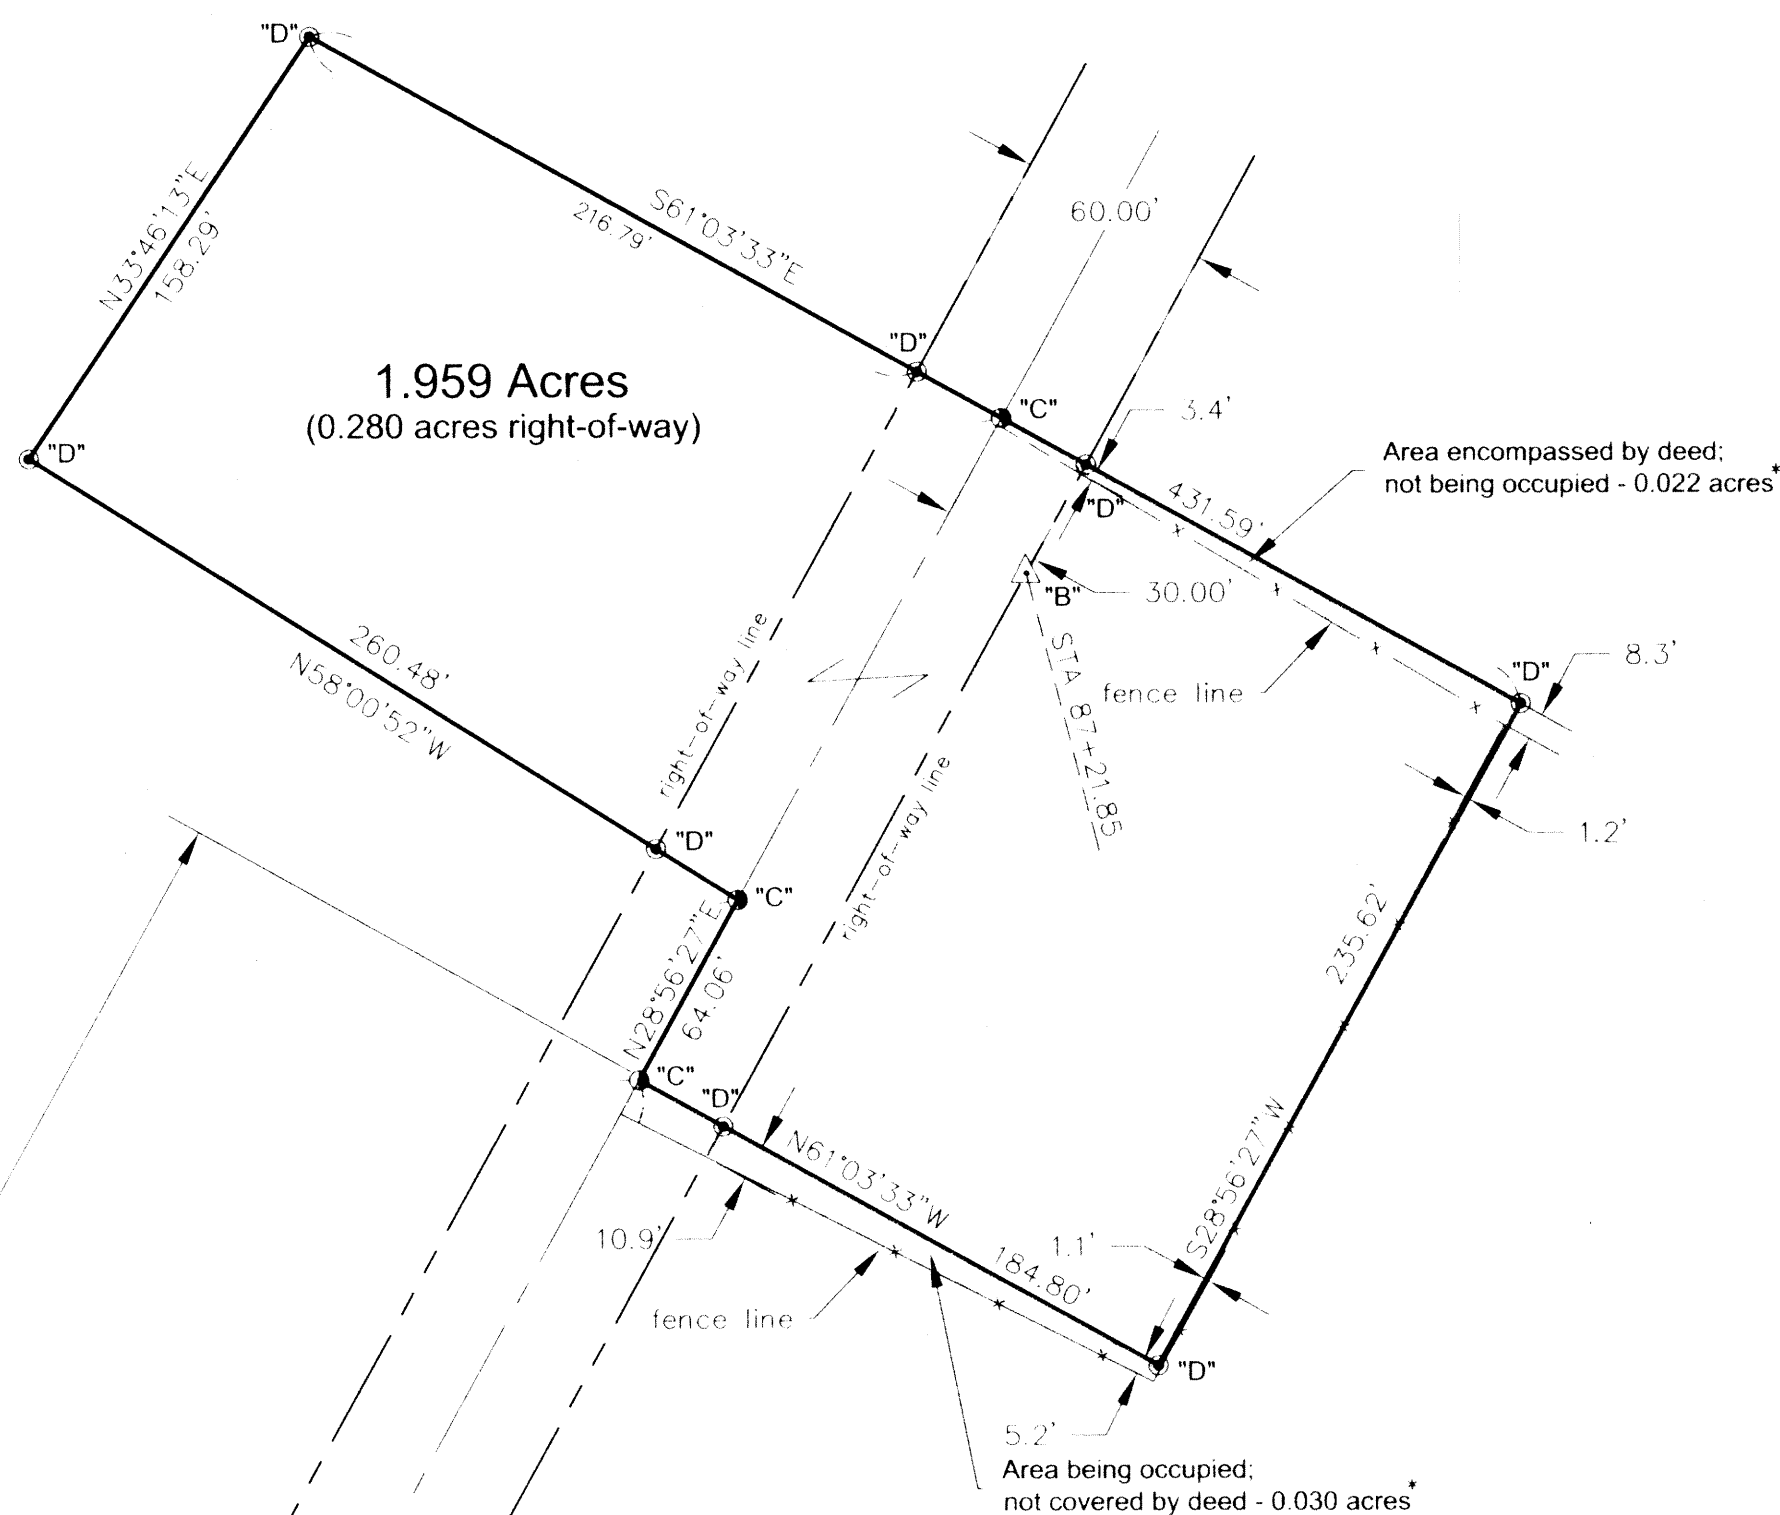 "D"
N33°46'13"E
158.29'
S61°03'33"E
216.79'
60.00'
1.959 Acres
(0.280 acres right-of-way)
"D"
"C"
3.4'
"D"
Area encompassed by deed;
not being occupied - 0.022 acres*
"D"
431.59'
"B"
30.00'
STA 87+21.85
fence line
"D"
8.3'
1.2'
260.48'
N58°00'52"W
right-of-way line
right-of-way line
"D"
"C"
N28°56'27"E
64.06'
235.62'
S28°56'27"W
"C"
"D"
N61°03'33"W
184.80'
10.9'
1.1'
fence line
"D"
5.2'
Area being occupied;
not covered by deed - 0.030 acres*